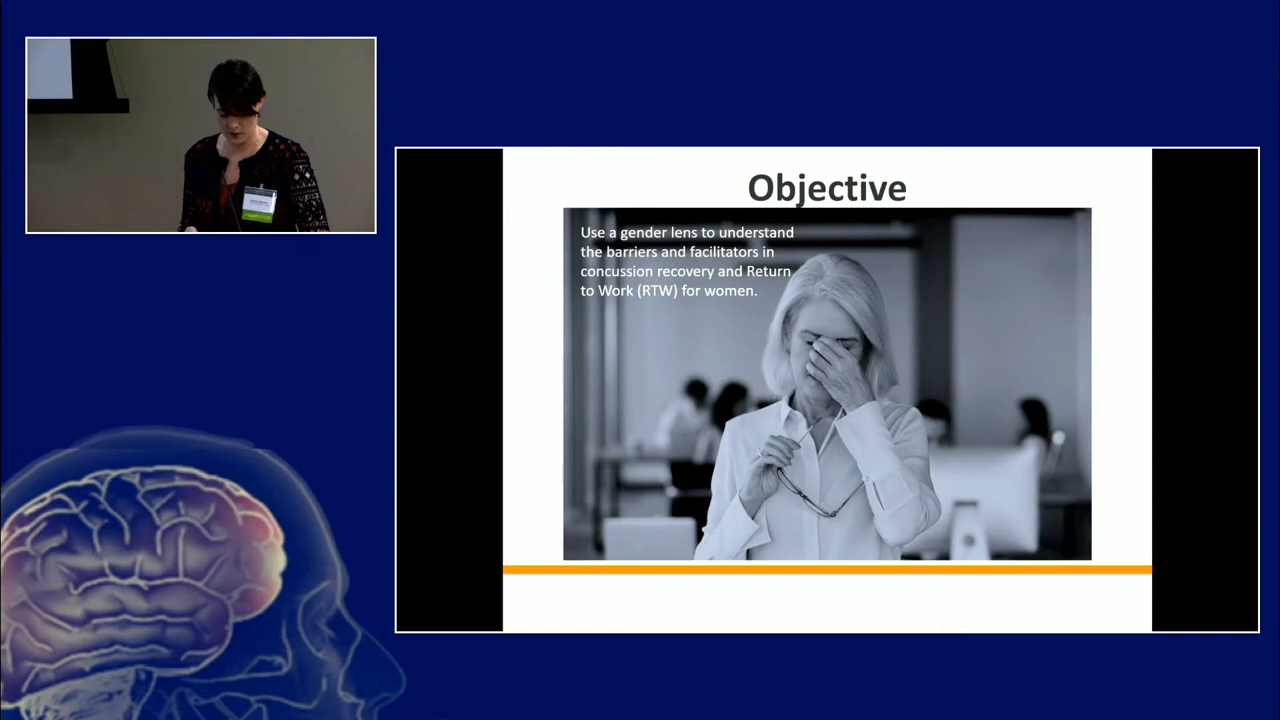 Objective
Use a gender lens to understand
the barriers and facilitators in
concussion recovery and Return
to Work (RTW) for women.